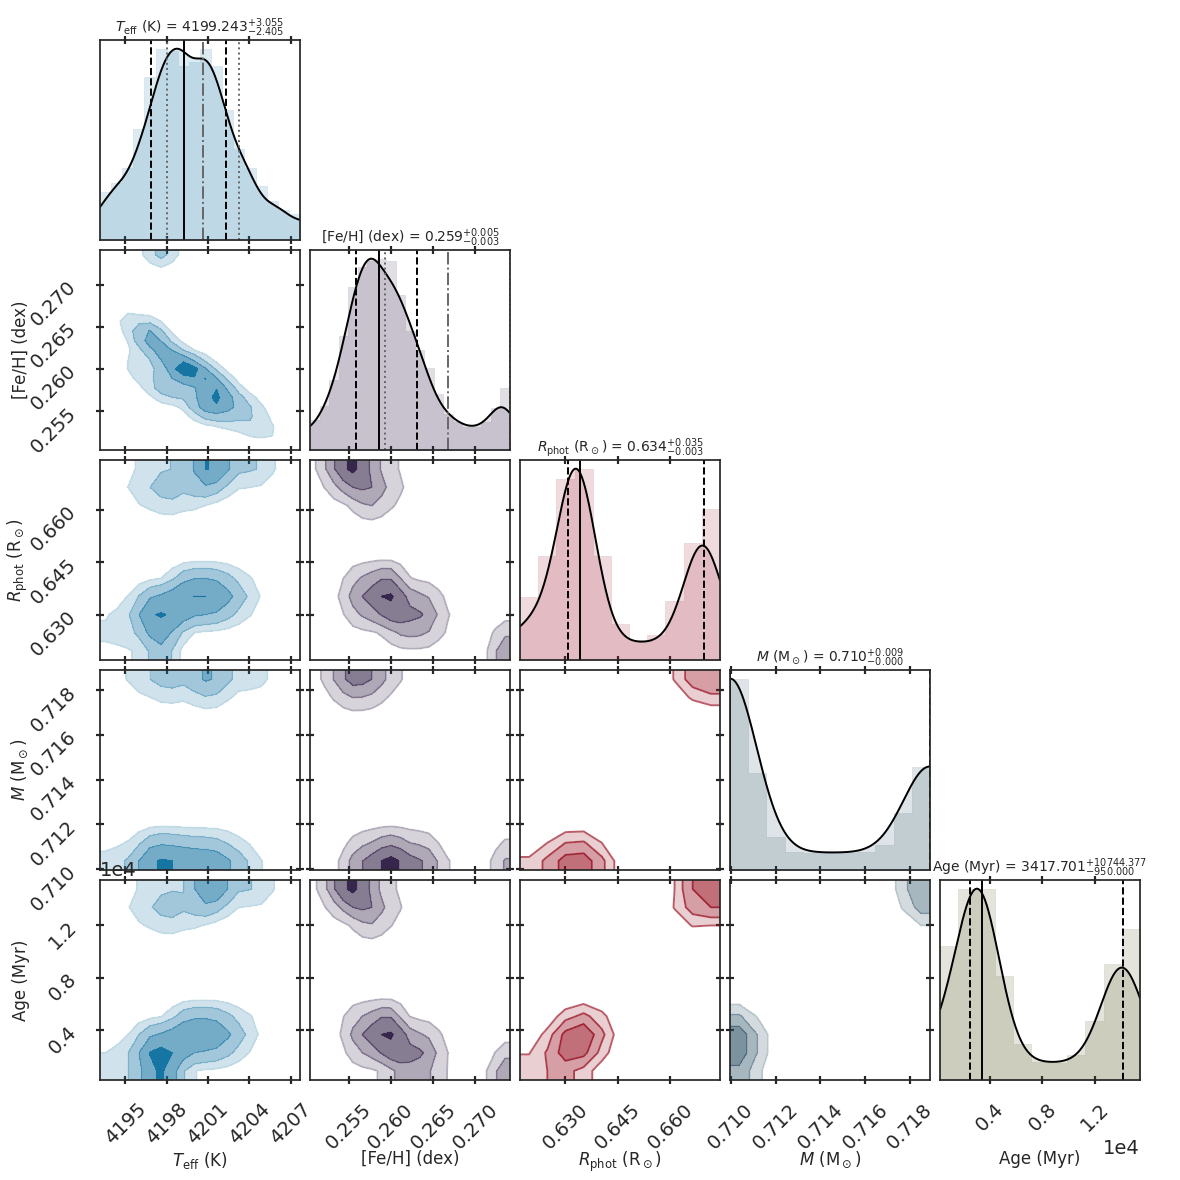 T_eff (K) = 4199.243 +3.055 −2.405
[Fe/H] (dex) = 0.259 +0.005 −0.003
[Fe/H] (dex)
0.270
0.265
0.260
0.255
R_phot (R⊙) = 0.634 +0.035 −0.003
R_phot (R⊙)
0.660
0.645
0.630
M (M⊙) = 0.710 +0.009 −0.000
M (M⊙)
0.718
0.716
0.714
0.712
0.710
1e4
Age (Myr) = 3417.701 +10744.377 −950.000
Age (Myr)
1.2
0.8
0.4
4195 4198 4201 4204 4207
0.255 0.260 0.265 0.270
0.630 0.645 0.660
0.710 0.712 0.714 0.716 0.718
0.4 0.8 1.2
1e4
T_eff (K)
[Fe/H] (dex)
R_phot (R⊙)
M (M⊙)
Age (Myr)